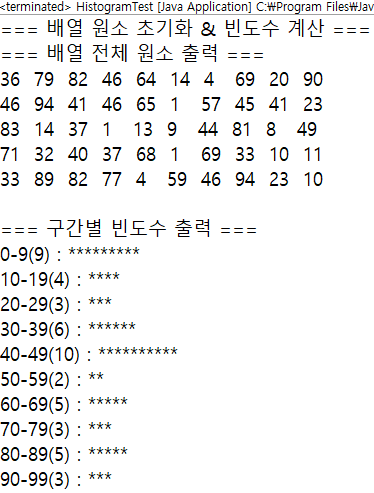 <terminated> HistogramTest [Java Application] C:\Program Files\Jav
=== 배열 원소 초기화 & 빈도수 계산 ===
=== 배열 전체 원소 출력 ===
36 79 82 46 64 14 4 69 20 90
46 94 41 46 65 1 57 45 41 23
83 14 37 1 13 9 44 81 8 49
71 32 40 37 68 1 69 33 10 11
33 89 82 77 4 59 46 94 23 10
=== 구간별 빈도수 출력 ===
0-9(9) : *********
10-19(4) : ****
20-29(3) : ***
30-39(6) : ******
40-49(10) : **********
50-59(2) : **
60-69(5) : *****
70-79(3) : ***
80-89(5) : *****
90-99(3) : ***